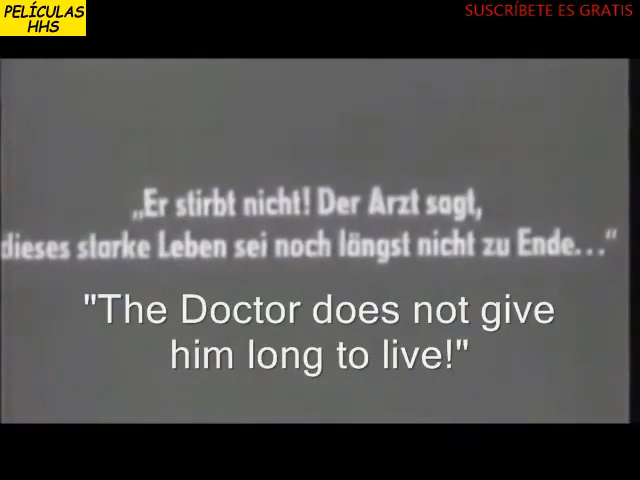 PELÍCULAS
HHS
SUSCRÍBETE ES GRATIS
„Er stirbt nicht! Der Arzt sagt,
dieses starke Leben sei noch längst nicht zu Ende..."
"The Doctor does not give
him long to live!"